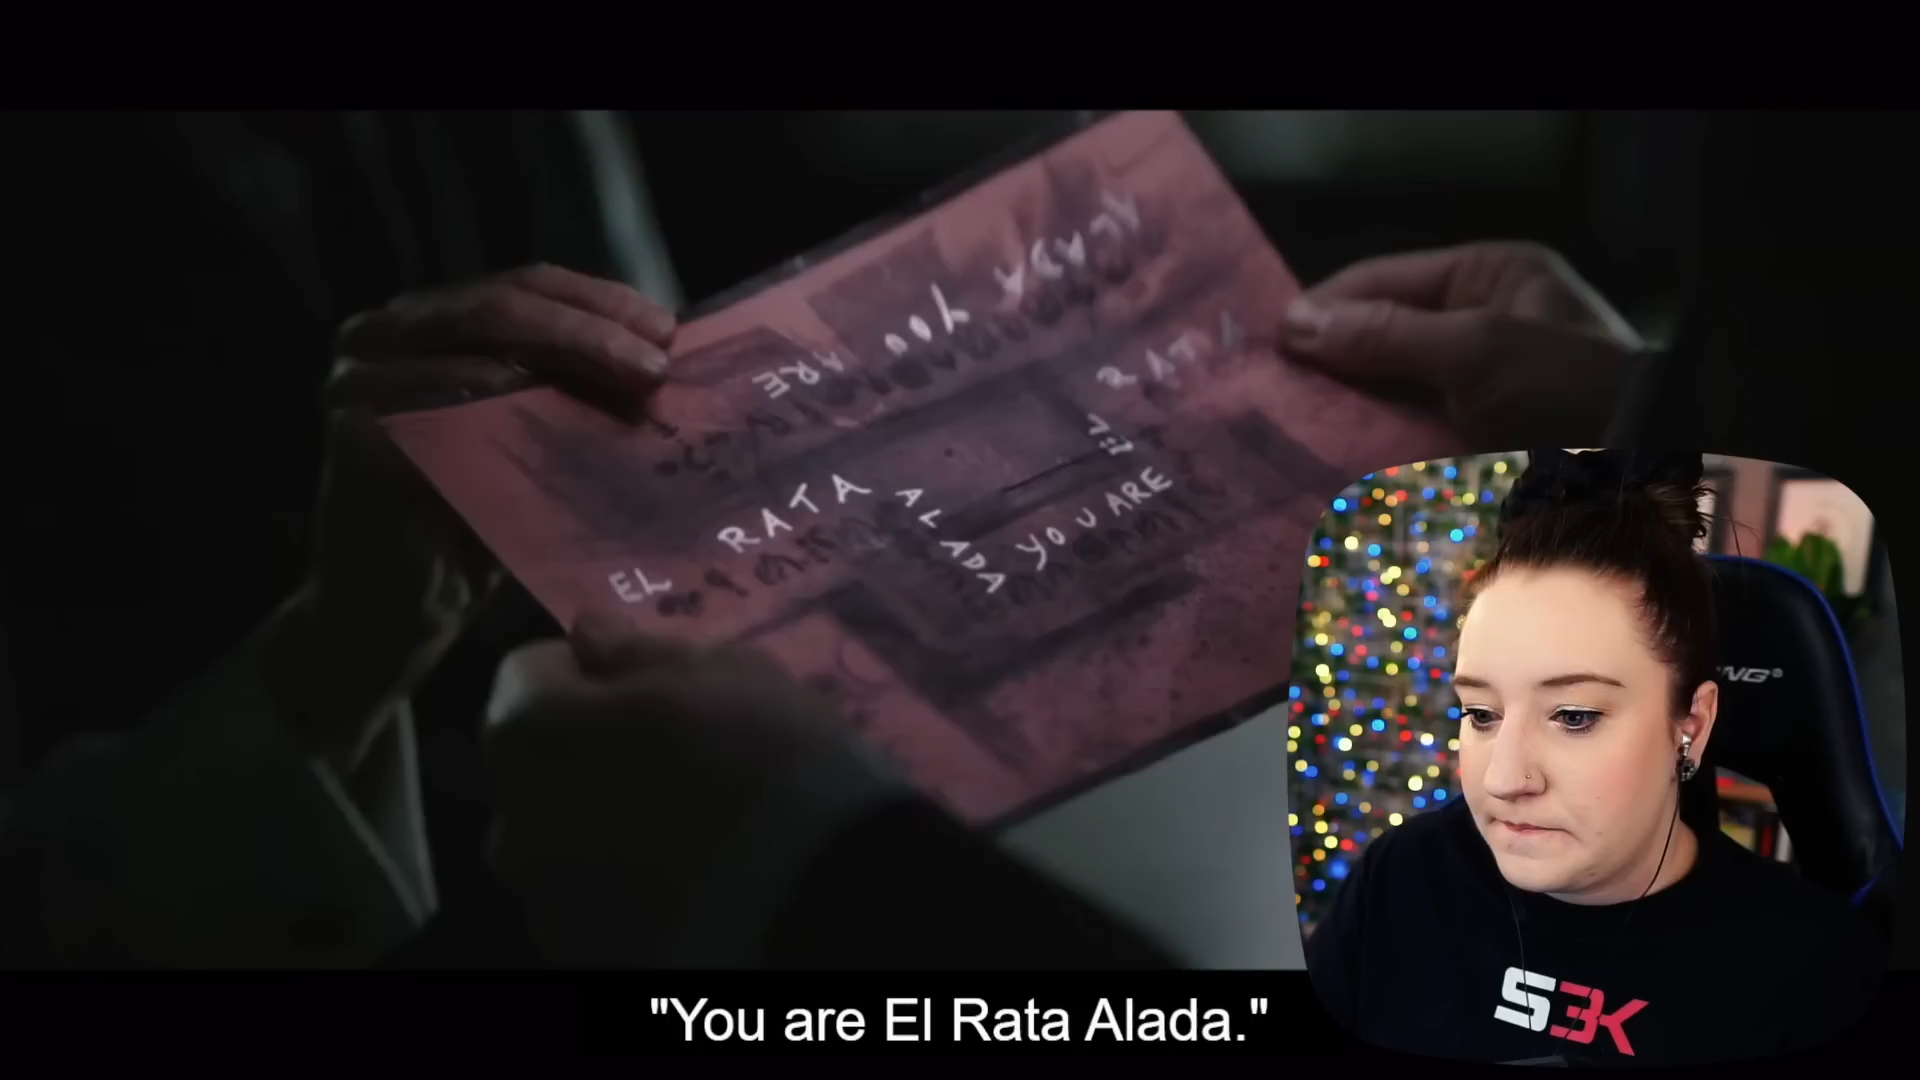 ALADA
YOU
ARE
RATA
EL
EL RATA ALADA YOU ARE
"You are El Rata Alada."
S3K